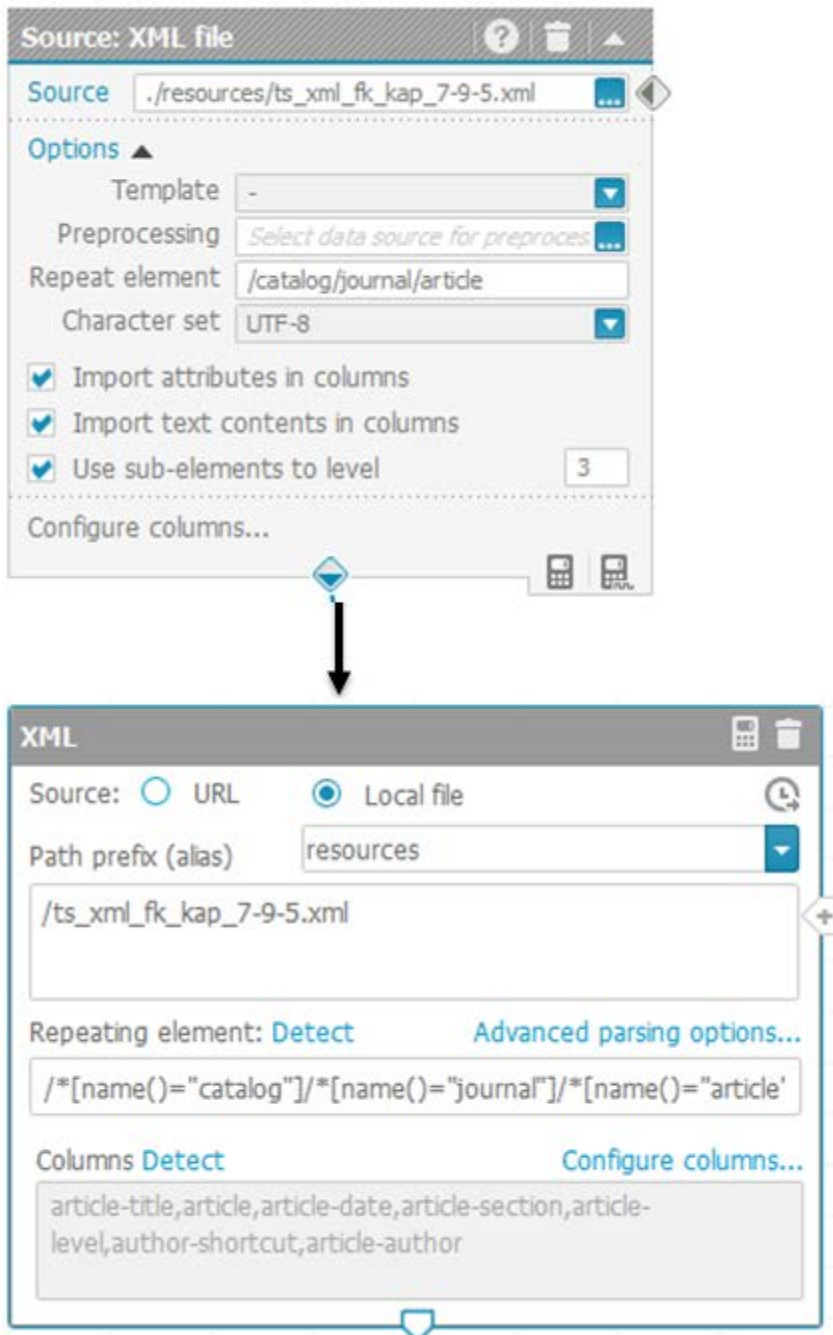 Source: XML file
Source ./resources/ts_xml_fk_kap_7-9-5.xml ...
Options
Template -
Preprocessing Select data source for preproces ...
Repeat element /catalog/journal/article
Character set UTF-8
Import attributes in columns
Import text contents in columns
Use sub-elements to level 3
Configure columns...
XML
Source: URL Local file
Path prefix (alias) resources
/ts_xml_fk_kap_7-9-5.xml
Repeating element: Detect Advanced parsing options...
/*[name()="catalog"]/*[name()="journal"]/*[name()="article"
Columns Detect Configure columns...
article-title,article,article-date,article-section,article-
level,author-shortcut,article-author